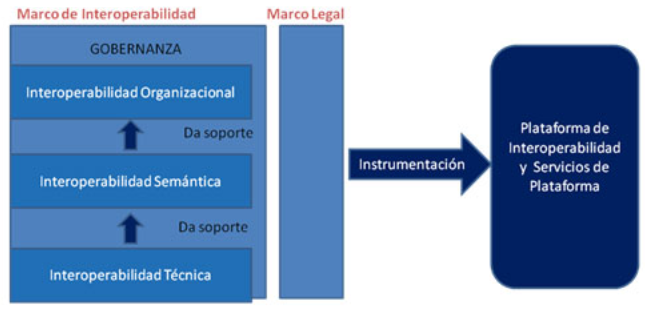 Marco de Interoperabilidad
Marco Legal
GOBERNANZA
Interoperabilidad Organizacional
Da soporte
Interoperabilidad Semántica
Da soporte
Interoperabilidad Técnica
Instrumentación
Plataforma de
Interoperabilidad
y Servicios de
Plataforma